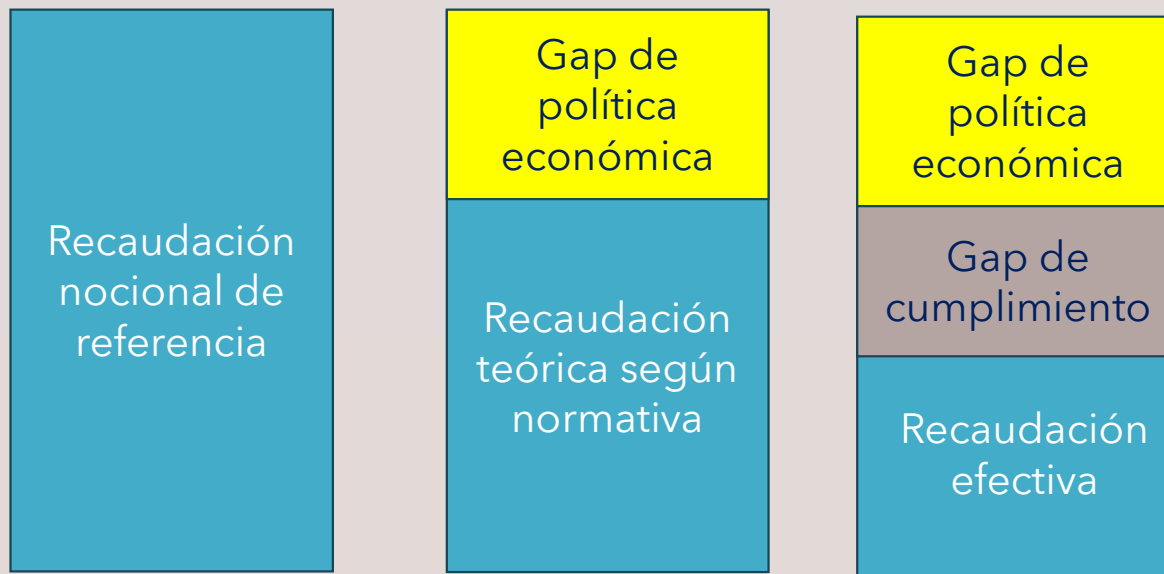 Recaudación
nocional de
referencia
Gap de
política
económica
Recaudación
teórica según
normativa
Gap de
política
económica
Gap de
cumplimiento
Recaudación
efectiva